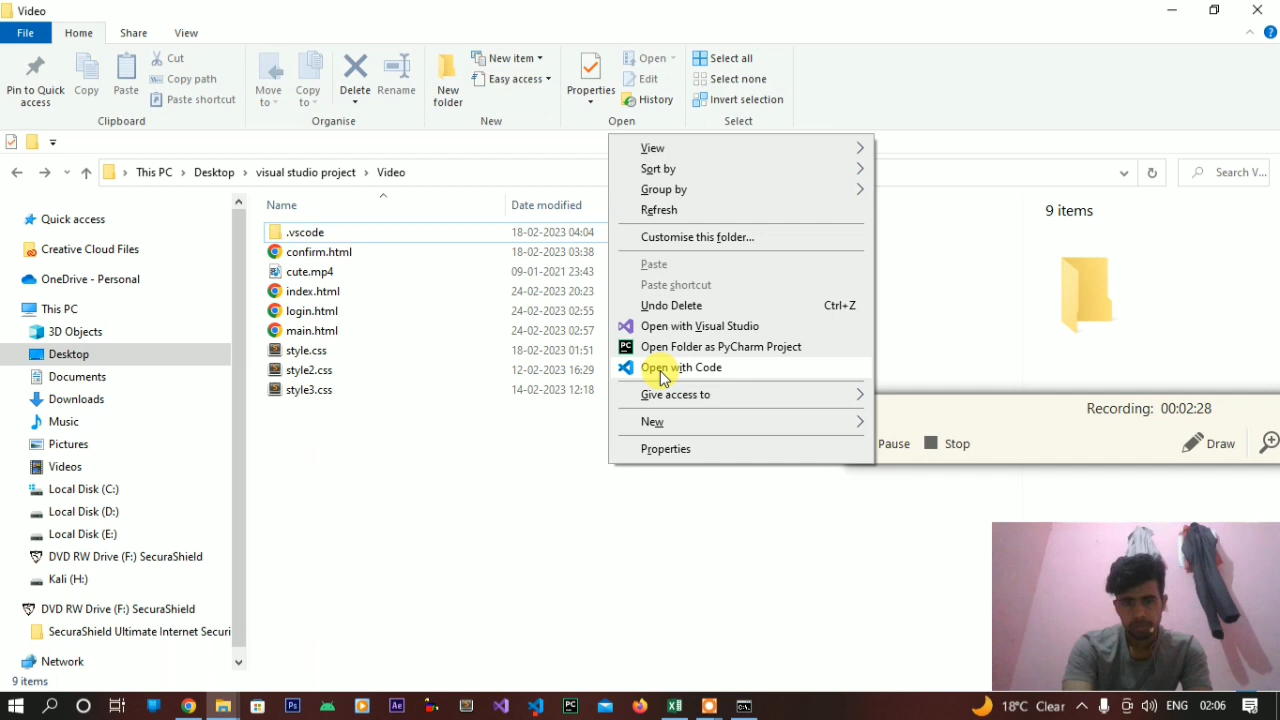 Video
File
Home
Share
View
Pin to Quick access
Copy
Paste
Cut
Copy path
Paste shortcut
Clipboard
Move to
Copy to
Delete
Rename
Organise
New folder
New item
Easy access
New
Properties
Open
Edit
History
Open
Select all
Select none
Invert selection
Select
This PC
Desktop
visual studio project
Video
Search V...
Quick access
Creative Cloud Files
OneDrive - Personal
This PC
3D Objects
Desktop
Documents
Downloads
Music
Pictures
Videos
Local Disk (C:)
Local Disk (D:)
Local Disk (E:)
DVD RW Drive (F:) SecuraShield
Kali (H:)
DVD RW Drive (F:) SecuraShield
SecuraShield Ultimate Internet Securi
Network
9 items
Name Date modified
.vscode 18-02-2023 04:04
confirm.html 18-02-2023 03:38
cute.mp4 09-01-2021 23:43
index.html 24-02-2023 20:23
login.html 24-02-2023 02:55
main.html 24-02-2023 02:57
style.css 18-02-2023 01:51
style2.css 12-02-2023 16:29
style3.css 14-02-2023 12:18
View
Sort by
Group by
Refresh
Customise this folder...
Paste
Paste shortcut
Undo Delete Ctrl+Z
Open with Visual Studio
Open Folder as PyCharm Project
Open with Code
Give access to
New
Properties
9 items
Recording: 00:02:28
Pause
Stop
Draw
18°C Clear
ENG
02:06